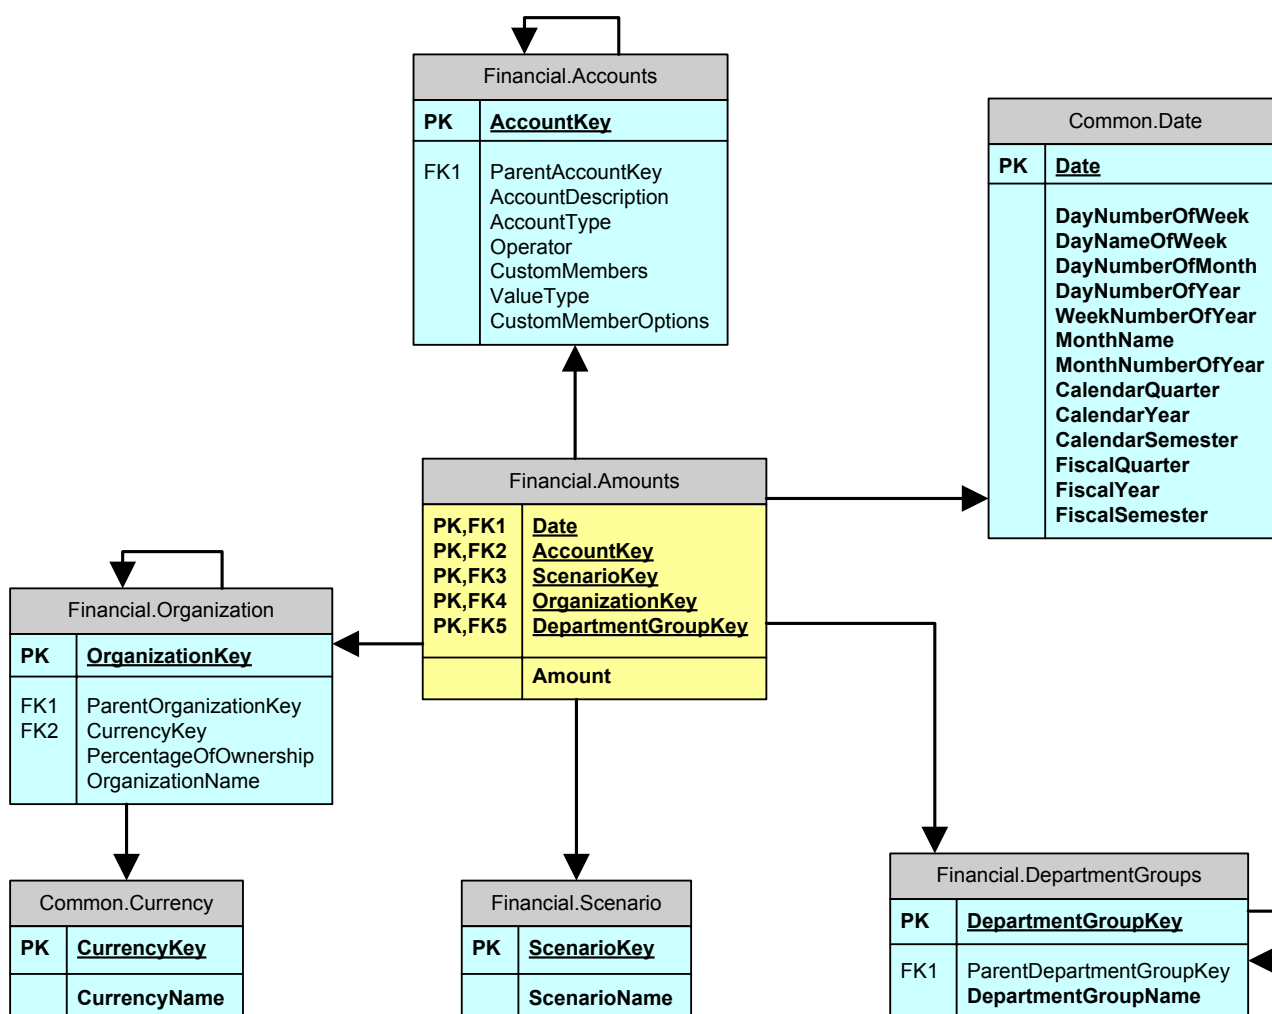 Financial.Accounts
PK AccountKey
FK1 ParentAccountKey
AccountDescription
AccountType
Operator
CustomMembers
ValueType
CustomMemberOptions
Common.Date
PK Date
DayNumberOfWeek
DayNameOfWeek
DayNumberOfMonth
DayNumberOfYear
WeekNumberOfYear
MonthName
MonthNumberOfYear
CalendarQuarter
CalendarYear
CalendarSemester
FiscalQuarter
FiscalYear
FiscalSemester
Financial.Amounts
PK,FK1 Date
PK,FK2 AccountKey
PK,FK3 ScenarioKey
PK,FK4 OrganizationKey
PK,FK5 DepartmentGroupKey
Amount
Financial.Organization
PK OrganizationKey
FK1 ParentOrganizationKey
FK2 CurrencyKey
PercentageOfOwnership
OrganizationName
Common.Currency
PK CurrencyKey
CurrencyName
Financial.Scenario
PK ScenarioKey
ScenarioName
Financial.DepartmentGroups
PK DepartmentGroupKey
FK1 ParentDepartmentGroupKey
DepartmentGroupName